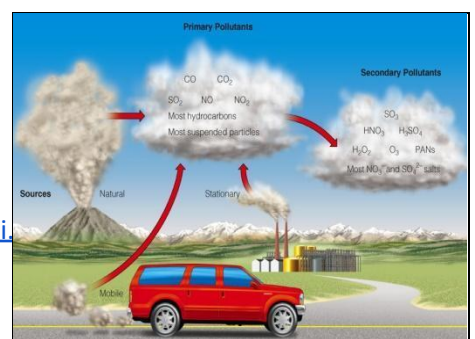 Primary Pollutants
CO CO₂
SO₂ NO NO₂
Most hydrocarbons
Most suspended particles
Secondary Pollutants
SO₃
HNO₃ H₂SO₄
H₂O₂ O₃ PANs
Most NO₃⁻ and SO₄²⁻ salts
Sources Natural Stationary
i.
Mobile